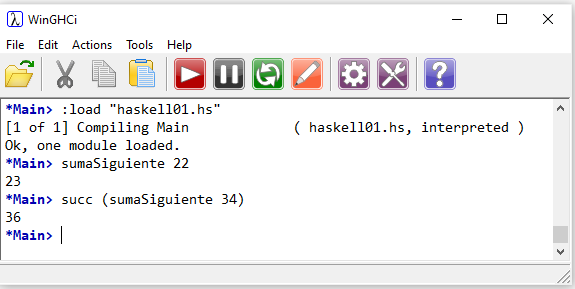 WinGHCi
File Edit Actions Tools Help
*Main> :load "haskell01.hs"
[1 of 1] Compiling Main             ( haskell01.hs, interpreted )
Ok, one module loaded.
*Main> sumaSiguiente 22
23
*Main> succ (sumaSiguiente 34)
36
*Main>